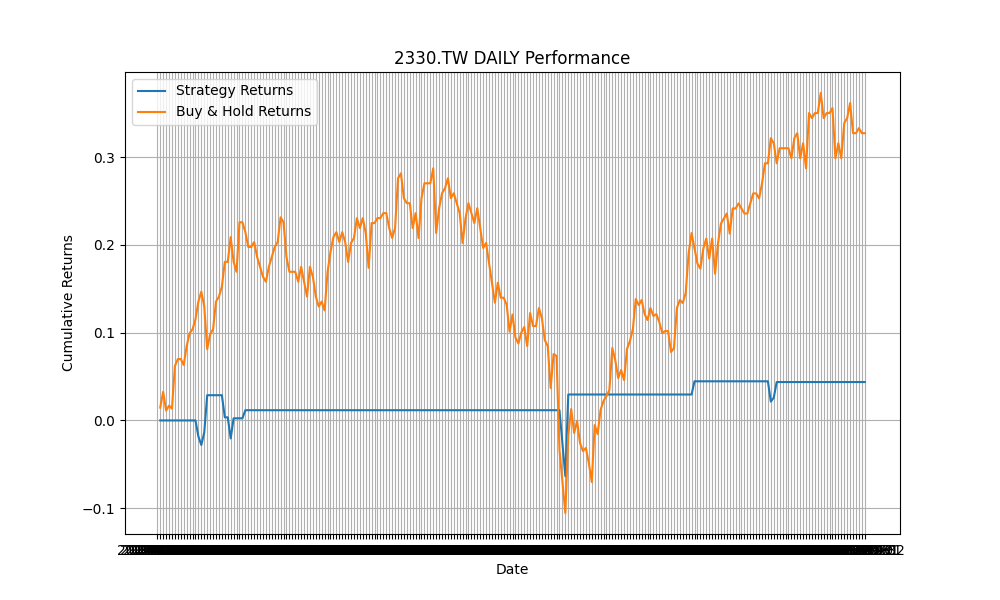 2330.TW DAILY Performance
Strategy Returns
Buy & Hold Returns
Cumulative Returns
0.3
0.2
0.1
0.0
−0.1
Date